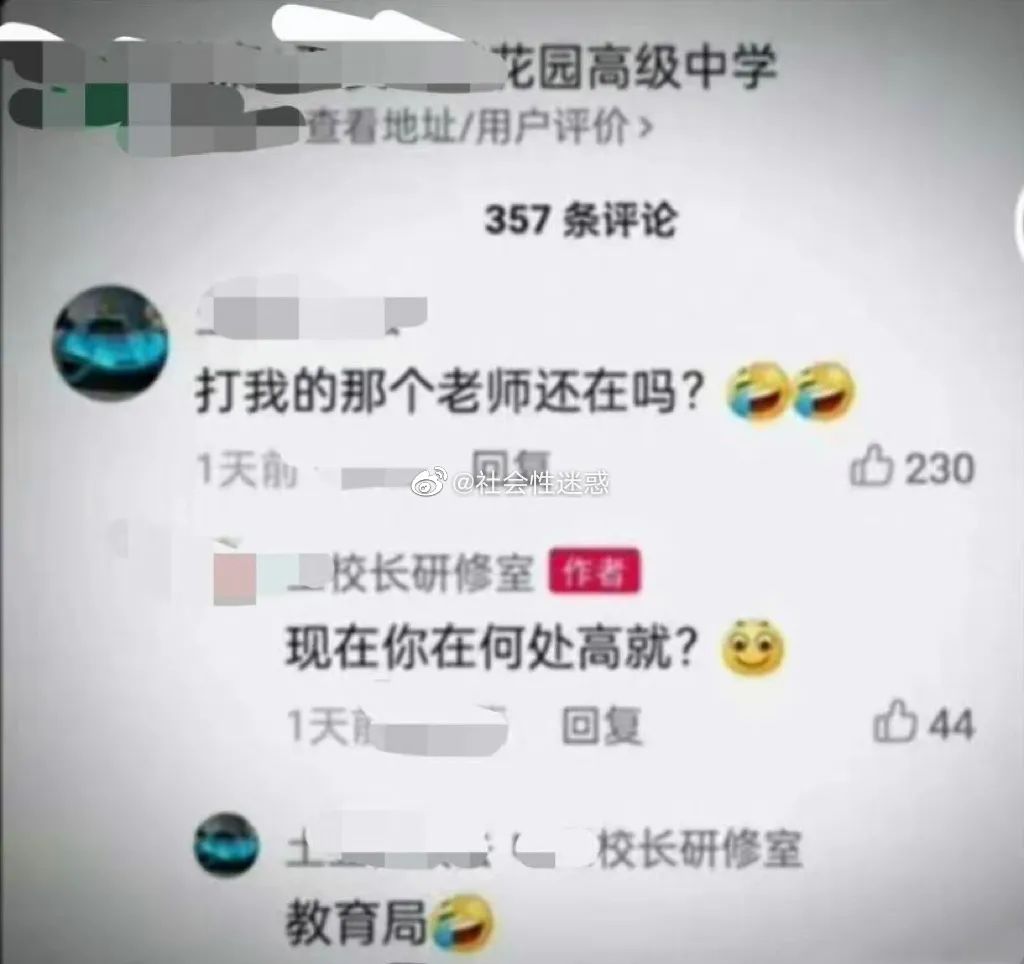 花园高级中学
查看地址/用户评价>
357 条评论
打我的那个老师还在吗?
1天前 回复 230
@社会性迷惑
校长研修室 作者
现在你在何处高就?
1天前 回复 44
校长研修室
教育局